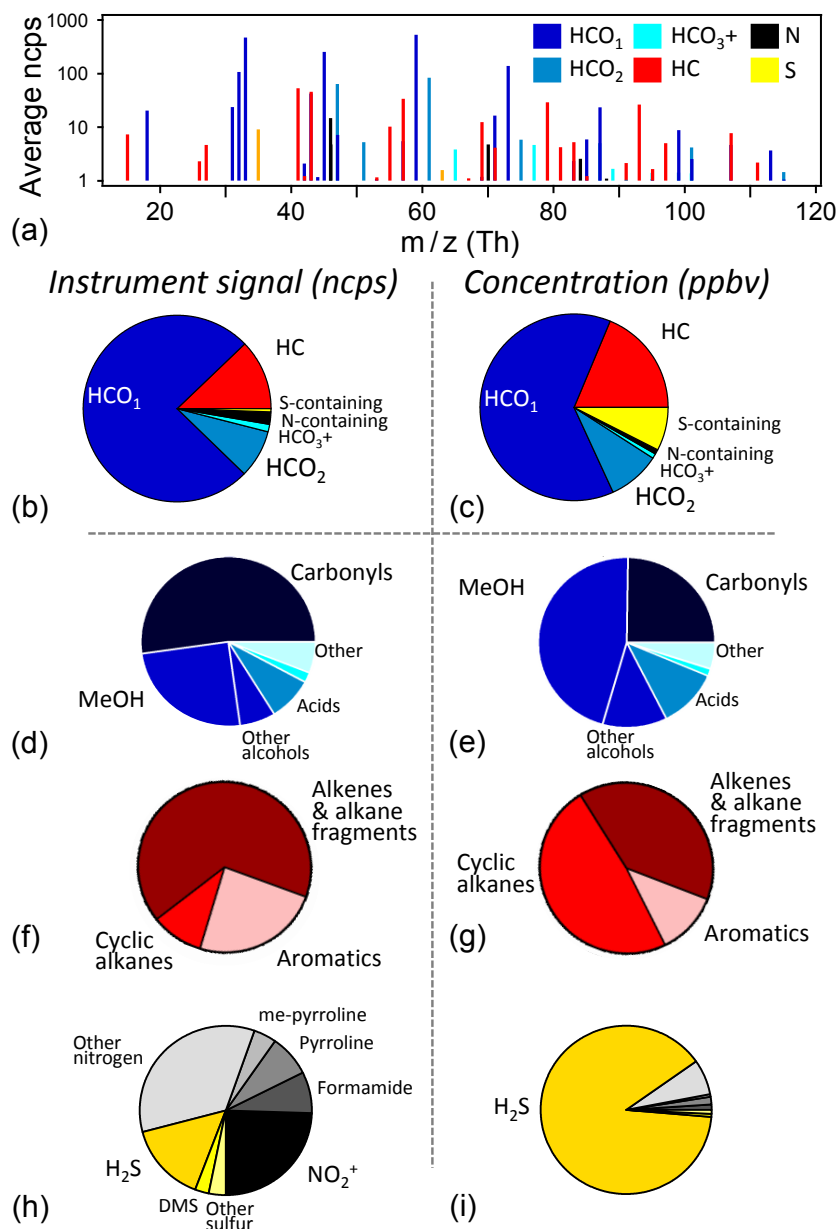 1000
100
10
1
Average ncps
HCO₁
HCO₂
HCO₃+
HC
N
S
20
40
60
80
100
120
m/z (Th)
(a)
Instrument signal (ncps)
Concentration (ppbv)
HC
HCO₁
S-containing
N-containing
HCO₃+
HCO₂
(b)
HC
HCO₁
S-containing
N-containing
HCO₃+
HCO₂
(c)
Carbonyls
Other
Acids
Other
alcohols
MeOH
(d)
MeOH
Carbonyls
Other
Acids
Other
alcohols
(e)
Alkenes
& alkane
fragments
Cyclic
alkanes
Aromatics
(f)
Alkenes
& alkane
fragments
Cyclic
alkanes
Aromatics
(g)
me-pyrroline
Other
nitrogen
Pyrroline
Formamide
H₂S
DMS
Other
sulfur
NO₂⁺
(h)
H₂S
(i)